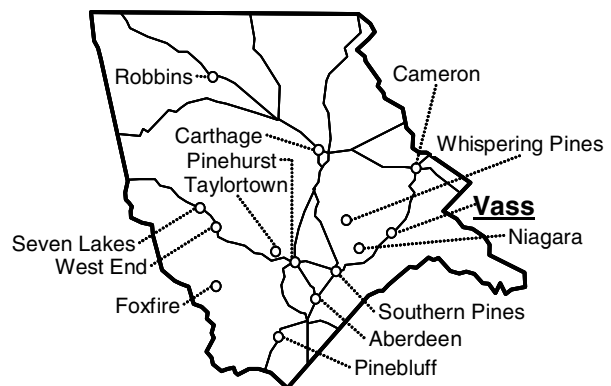 Robbins
Cameron
Carthage
Whispering Pines
Pinehurst
Taylortown
Vass
Seven Lakes
Niagara
West End
Foxfire
Southern Pines
Aberdeen
Pinebluff